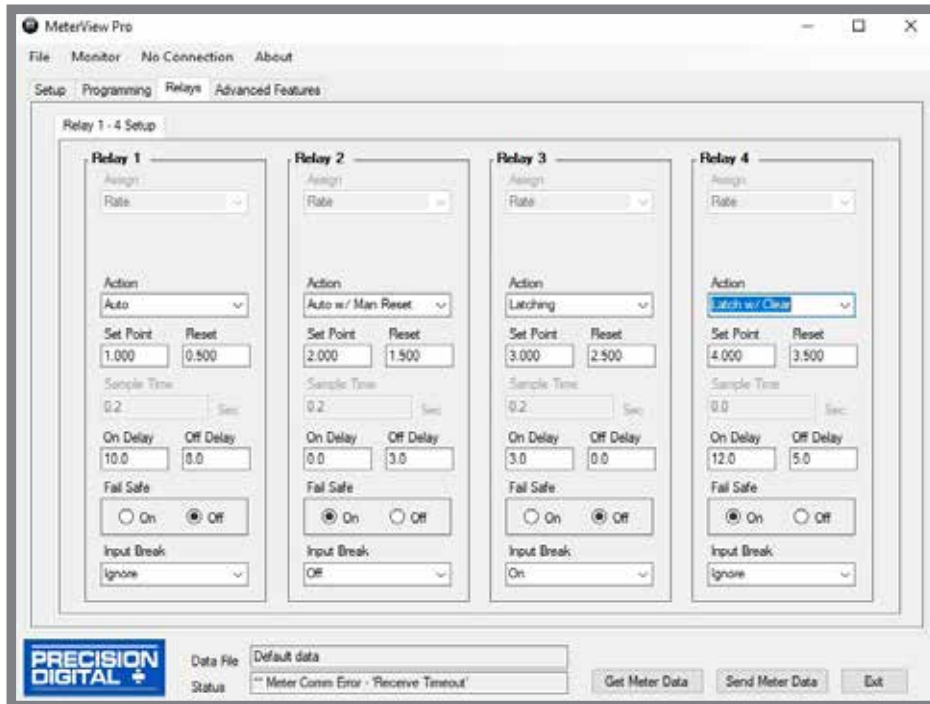 MeterView Pro
File Monitor No Connection About
Setup Programming Relays Advanced Features
Relay 1 - 4 Setup
Relay 1 Relay 2 Relay 3 Relay 4
Assign Assign Assign Assign
Rate Rate Rate Rate
Action Action Action Action
Auto Auto w/ Man Reset Latching Latch w/ Clear
Set Point Reset Set Point Reset Set Point Reset Set Point Reset
1.000 0.500 2.000 1.500 3.000 2.500 4.000 3.500
Sample Time Sample Time Sample Time Sample Time
0.2 Sec 0.2 Sec 0.2 Sec 0.0 Sec
On Delay Off Delay On Delay Off Delay On Delay Off Delay On Delay Off Delay
10.0 8.0 0.0 3.0 3.0 0.0 12.0 5.0
Fail Safe Fail Safe Fail Safe Fail Safe
On Off On Off On Off On Off
Input Break Input Break Input Break Input Break
Ignore Off On Ignore
PRECISION DIGITAL
Data File Default data
Status ** Meter Comm Error - 'Receive Timeout'
Get Meter Data Send Meter Data Exit